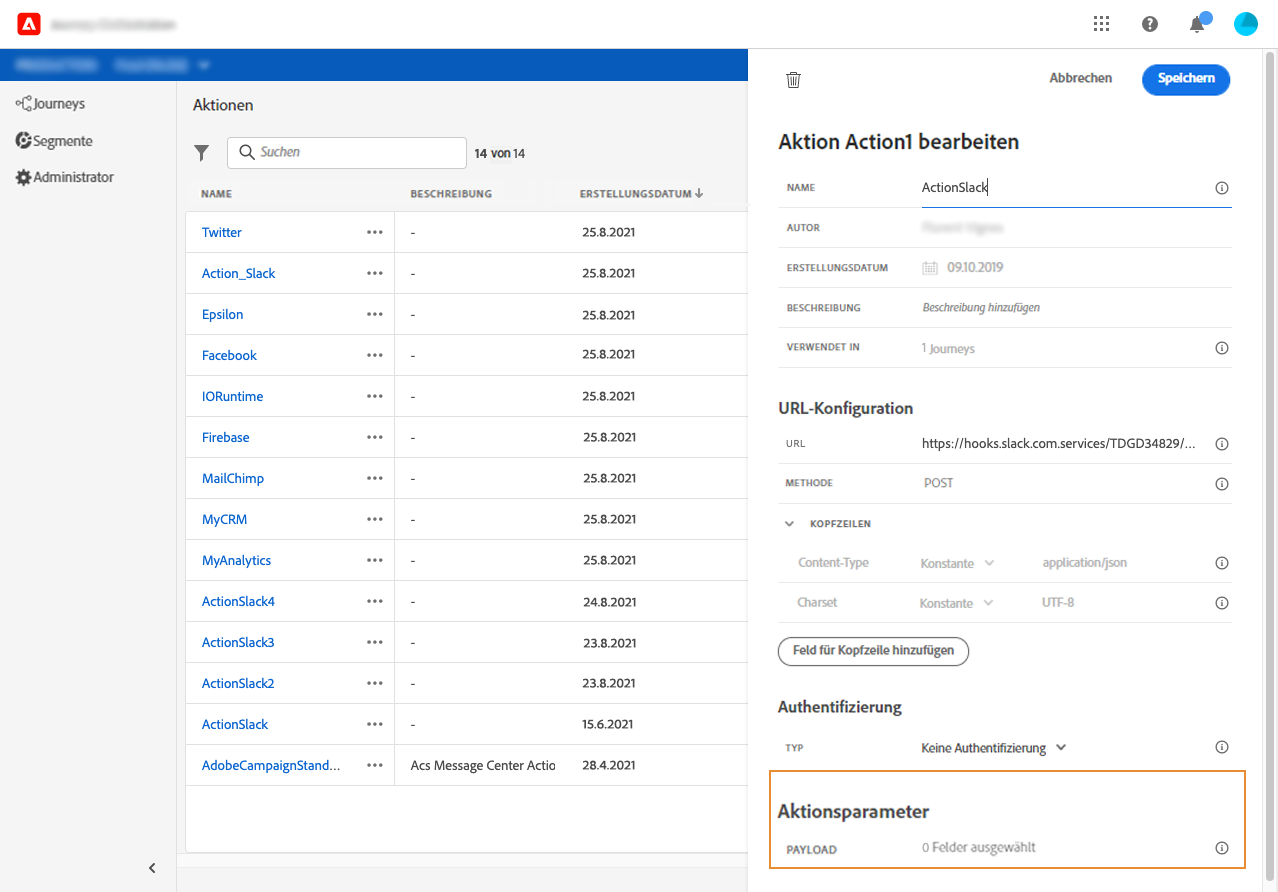 Journeys
Segmente
Administrator
Aktionen
Suchen
14 von 14
NAME BESCHREIBUNG ERSTELLUNGSDATUM
Twitter ••• - 25.8.2021
Action_Slack ••• - 25.8.2021
Epsilon ••• - 25.8.2021
Facebook ••• - 25.8.2021
IORuntime ••• - 25.8.2021
Firebase ••• - 25.8.2021
MailChimp ••• - 25.8.2021
MyCRM ••• - 25.8.2021
MyAnalytics ••• - 25.8.2021
ActionSlack4 ••• - 24.8.2021
ActionSlack3 ••• - 23.8.2021
ActionSlack2 ••• - 23.8.2021
ActionSlack ••• - 15.6.2021
AdobeCampaignStand... ••• Acs Message Center Actio 28.4.2021
Abbrechen Speichern
Aktion Action1 bearbeiten
NAME ActionSlack
AUTOR
ERSTELLUNGSDATUM 09.10.2019
BESCHREIBUNG Beschreibung hinzufügen
VERWENDET IN 1 Journeys
URL-Konfiguration
URL https://hooks.slack.com.services/TDGD34829/...
METHODE POST
KOPFZEILEN
Content-Type Konstante application/json
Charset Konstante UTF-8
Feld für Kopfzeile hinzufügen
Authentifizierung
TYP Keine Authentifizierung
Aktionsparameter
PAYLOAD 0 Felder ausgewählt